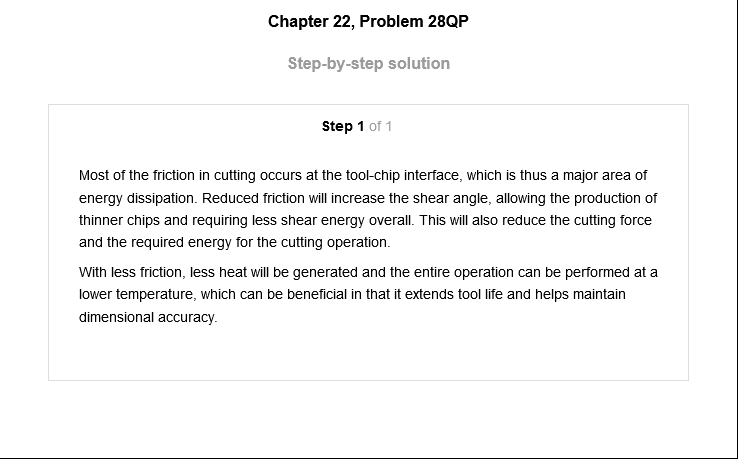 Chapter 22, Problem 28QP
Step-by-step solution
Step 1 of 1
Most of the friction in cutting occurs at the tool-chip interface, which is thus a major area of
energy dissipation. Reduced friction will increase the shear angle, allowing the production of
thinner chips and requiring less shear energy overall. This will also reduce the cutting force
and the required energy for the cutting operation.
With less friction, less heat will be generated and the entire operation can be performed at a
lower temperature, which can be beneficial in that it extends tool life and helps maintain
dimensional accuracy.